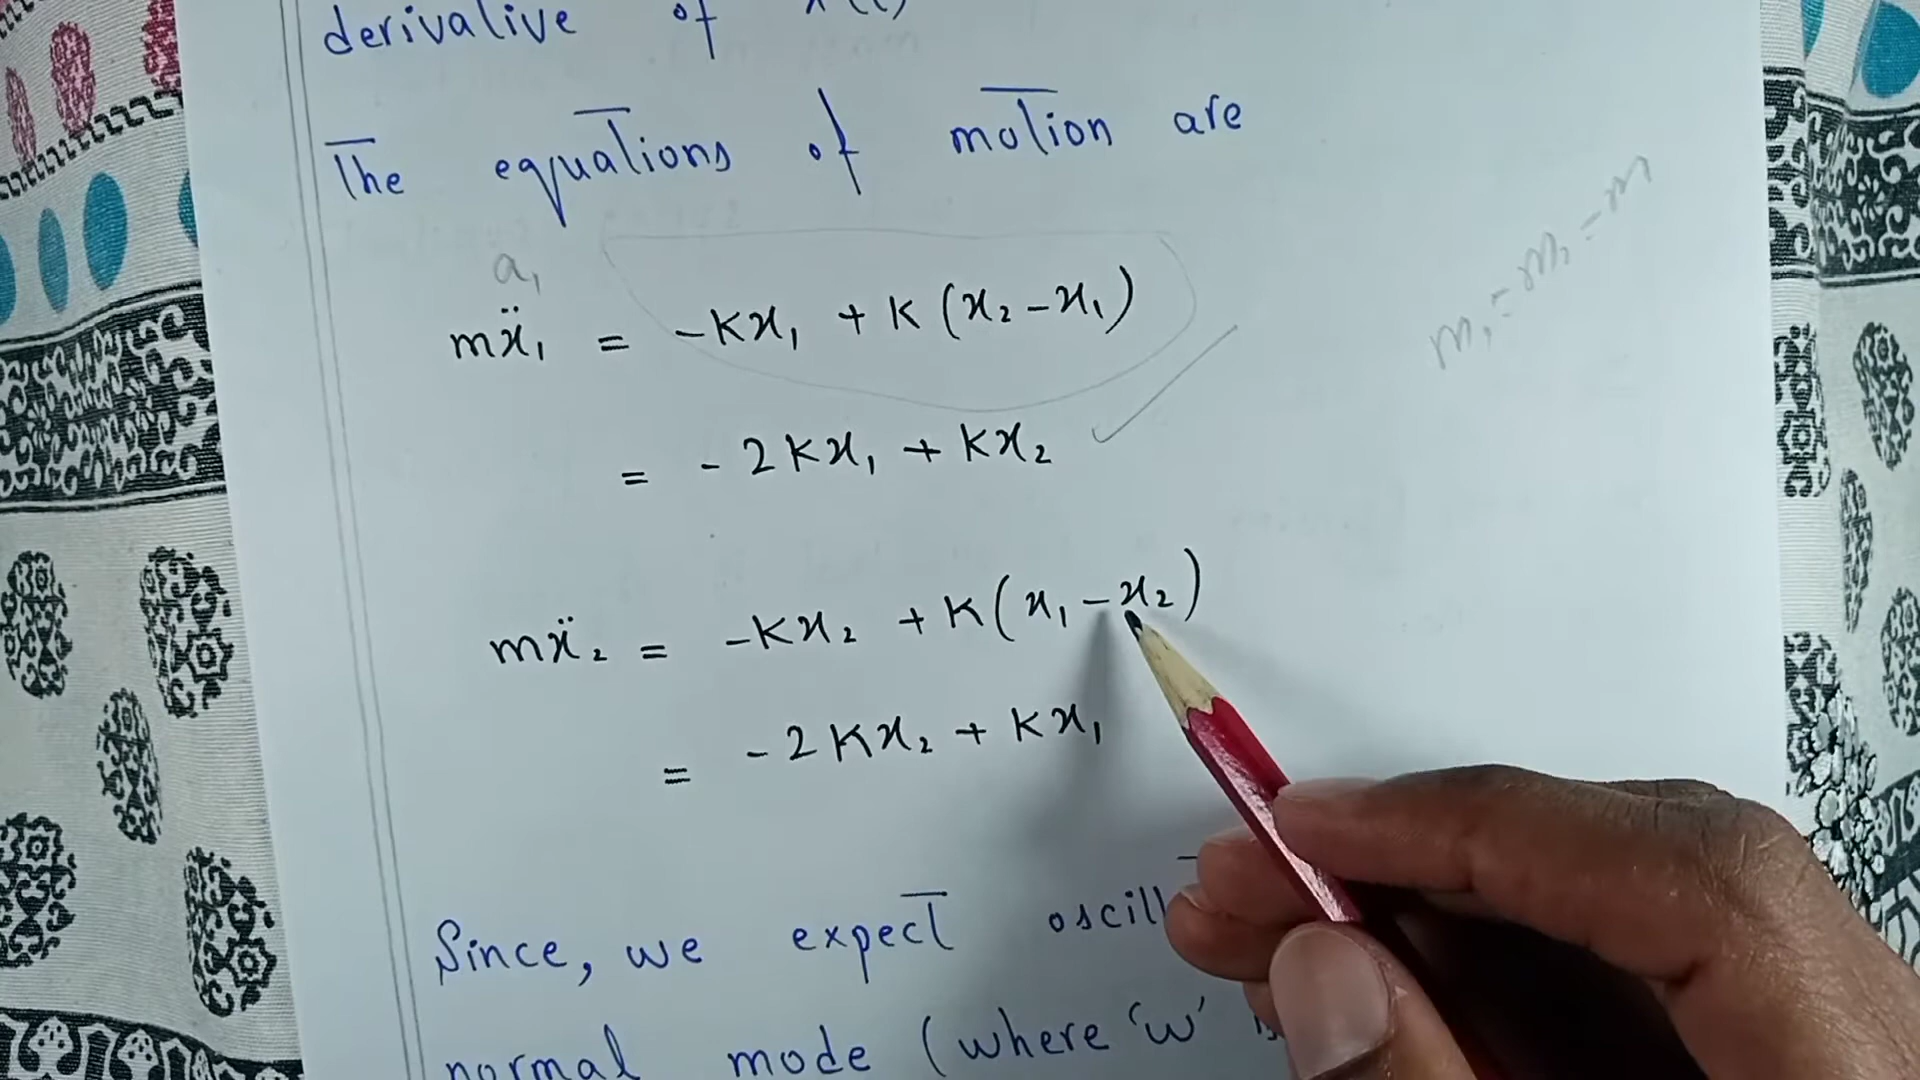 derivative of
The equations of motion are
a₁
mẍ₁ = -Kx₁ + K(x₂-x₁)
m₁ = m₂ = m
= -2Kx₁ + Kx₂ ✓
mẍ₂ = -Kx₂ + K(x₁-x₂)
= -2Kx₂ + Kx₁
Since, we expect oscill
normal mode (where 'w'